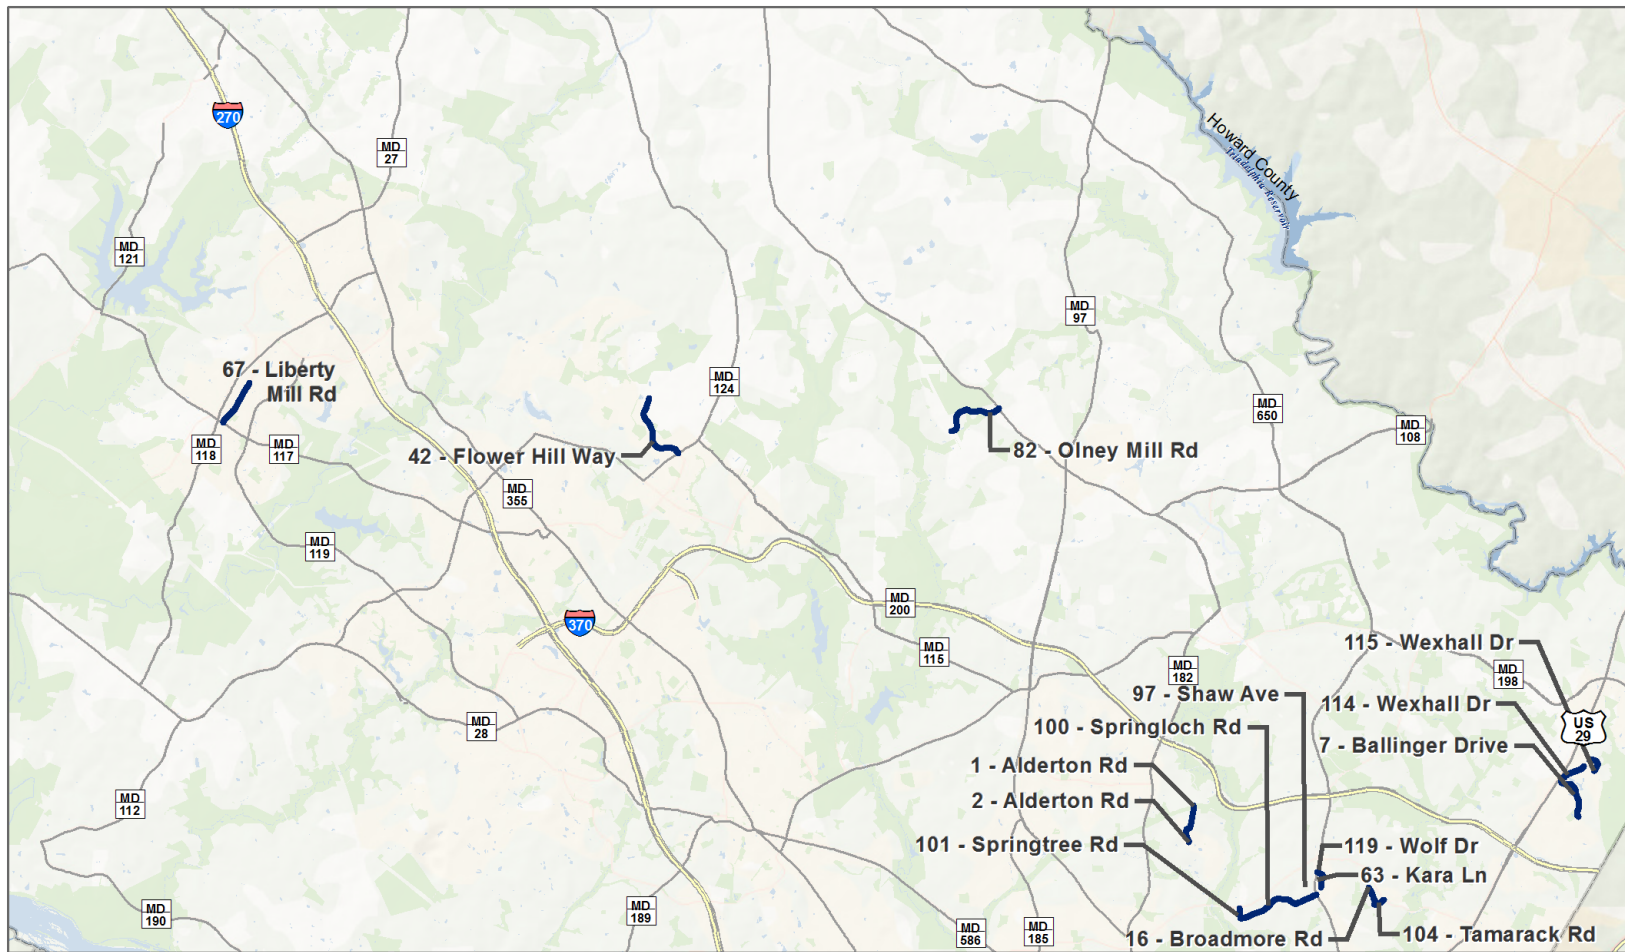 270
MD
27
Howard County
Triadelphia Reservoir
MD
121
MD
97
67 - Liberty
Mill Rd
MD
124
MD
650
MD
108
MD
118
MD
117
42 - Flower Hill Way
82 - Olney Mill Rd
MD
355
MD
119
MD
200
370
MD
115
115 - Wexhall Dr
MD
182
MD
198
97 - Shaw Ave
114 - Wexhall Dr
MD
28
100 - Springloch Rd
US
29
7 - Ballinger Drive
1 - Alderton Rd
MD
112
2 - Alderton Rd
101 - Springtree Rd
119 - Wolf Dr
63 - Kara Ln
MD
190
MD
189
MD
586
MD
185
16 - Broadmore Rd
104 - Tamarack Rd